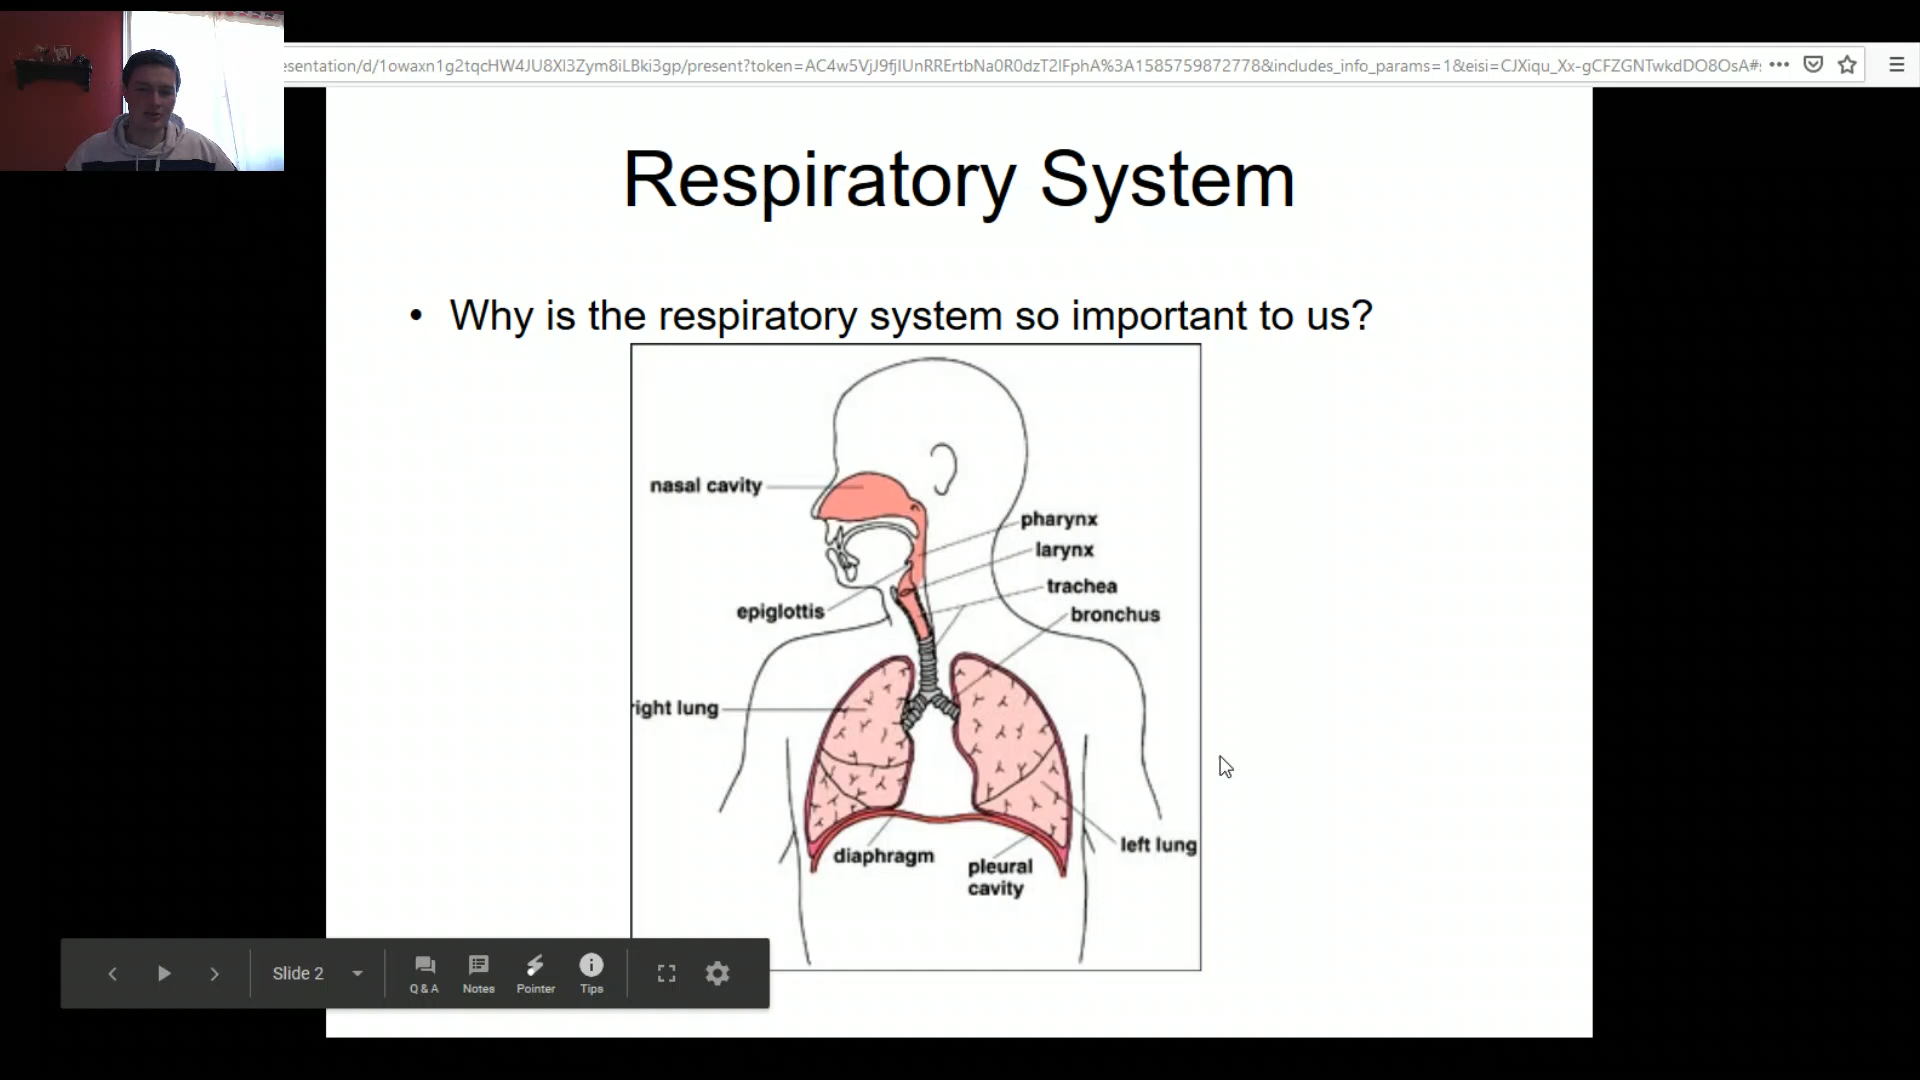 esentation/d/1owaxn1g2tqcHW4JU8Xl3Zym8iLBki3gp/present?token=AC4w5VjJ9fjIUnRRErtbNa0R0dzT2lFphA%3A1585759872778&includes_info_params=1&eisi=CJXiqu_Xx-gCFZGNTwkdDO8OsA#:
Respiratory System
• Why is the respiratory system so important to us?
nasal cavity
pharynx
larynx
trachea
epiglottis
bronchus
right lung
left lung
diaphragm
pleural
cavity
Slide 2
Q & A
Notes
Pointer
Tips